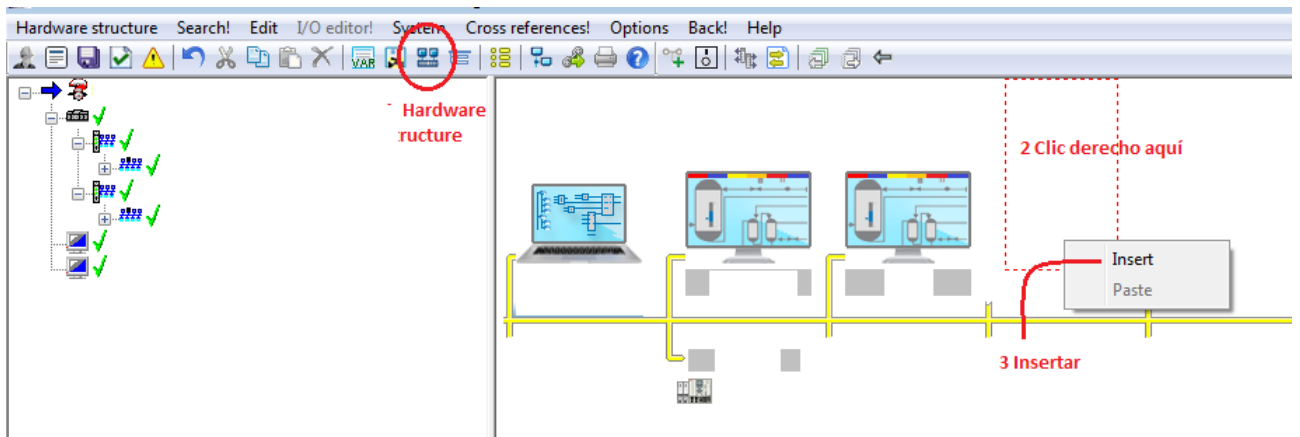 Hardware structure Search! Edit I/O editor! System Cross references! Options Back! Help
VAR
Hardware
ructure
2 Clic derecho aquí
Insert
Paste
3 Insertar